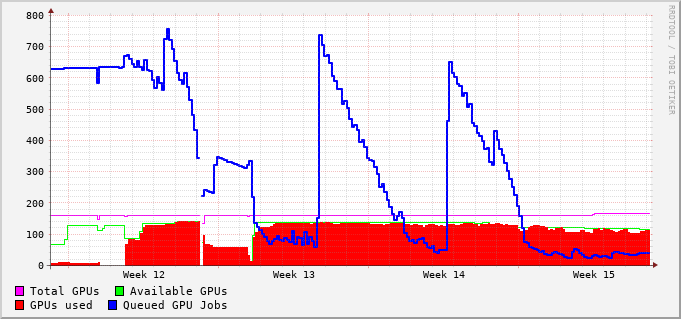 800
700
600
500
400
300
200
100
0
Week 12 Week 13 Week 14 Week 15
Total GPUs Available GPUs
GPUs used Queued GPU Jobs
RRDTOOL / TOBI OETIKER